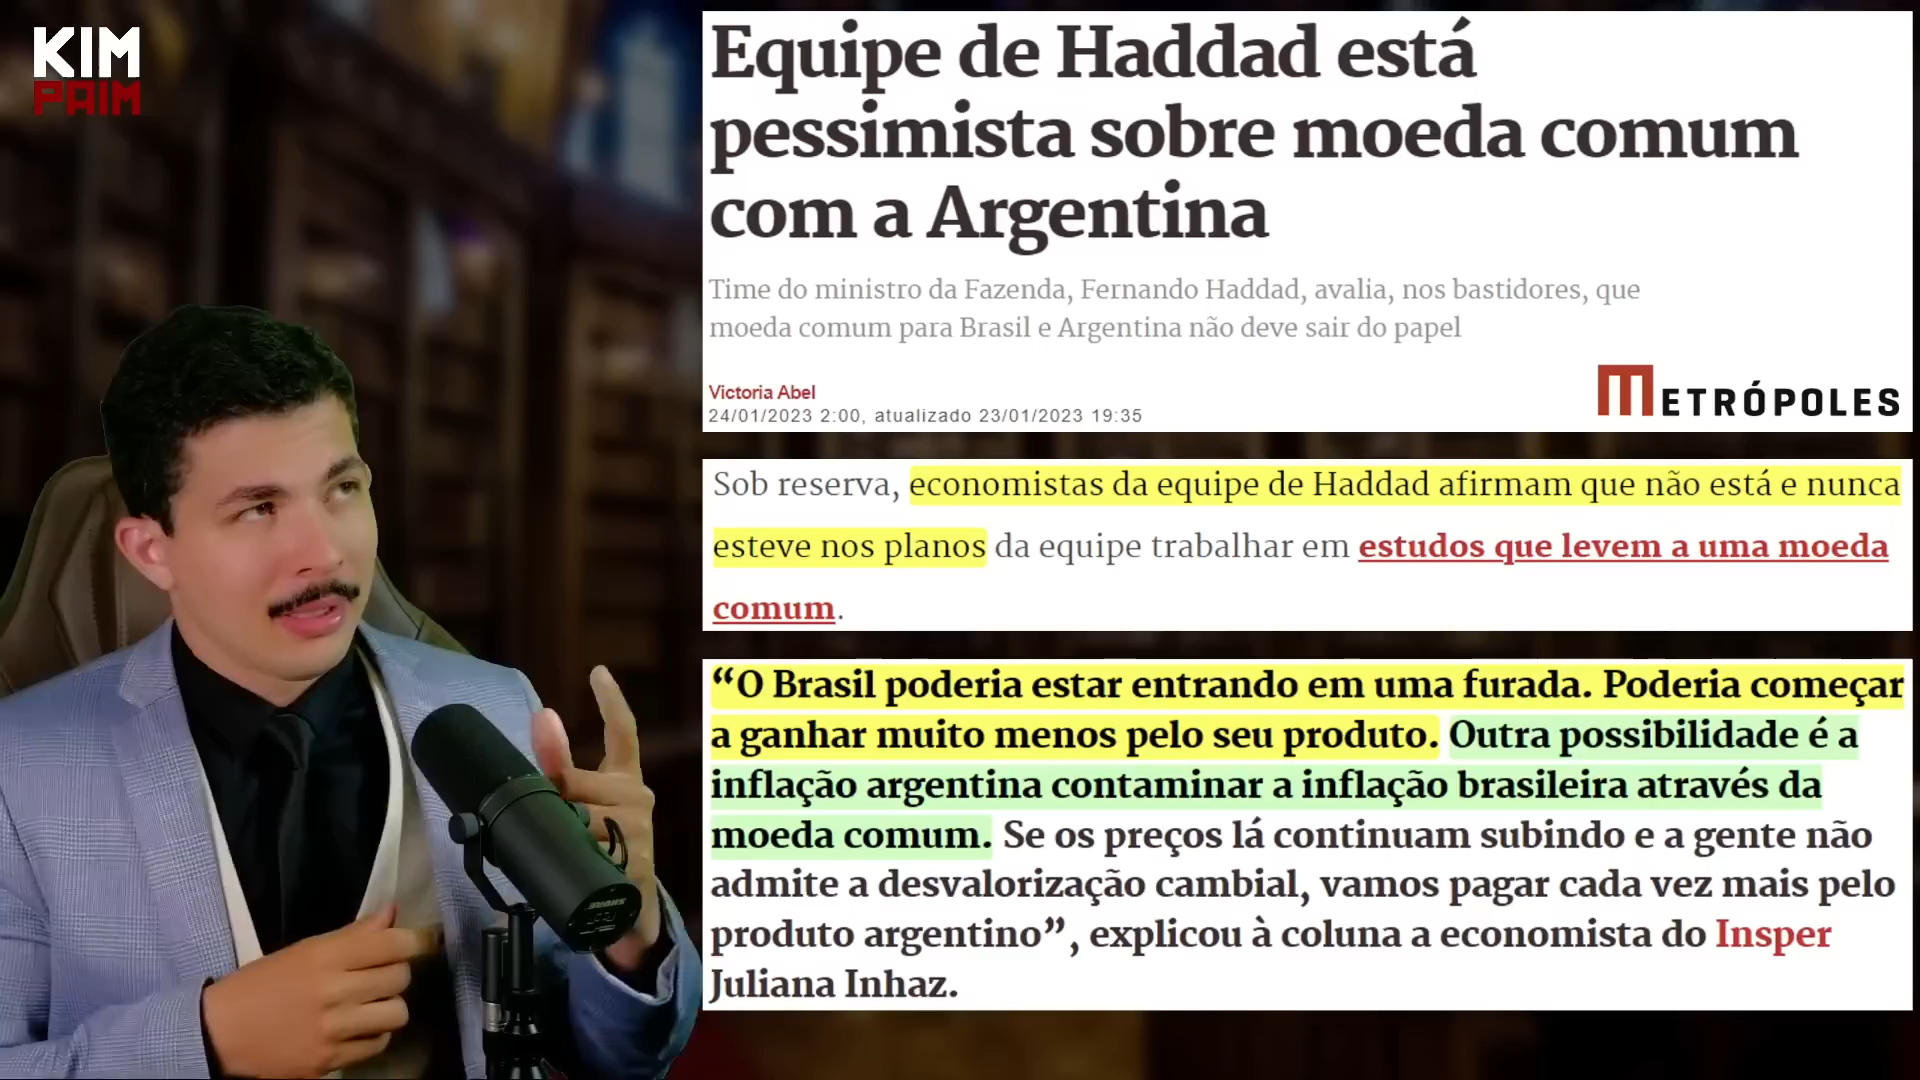 KIM
PAIM
Equipe de Haddad está
pessimista sobre moeda comum
com a Argentina
Time do ministro da Fazenda, Fernando Haddad, avalia, nos bastidores, que
moeda comum para Brasil e Argentina não deve sair do papel
Victoria Abel
24/01/2023 2:00, atualizado 23/01/2023 19:35
METRÓPOLES
Sob reserva, economistas da equipe de Haddad afirmam que não está e nunca
esteve nos planos da equipe trabalhar em estudos que levem a uma moeda
comum.
“O Brasil poderia estar entrando em uma furada. Poderia começar
a ganhar muito menos pelo seu produto. Outra possibilidade é a
inflação argentina contaminar a inflação brasileira através da
moeda comum. Se os preços lá continuam subindo e a gente não
admite a desvalorização cambial, vamos pagar cada vez mais pelo
produto argentino”, explicou à coluna a economista do Insper
Juliana Inhaz.
SHURE